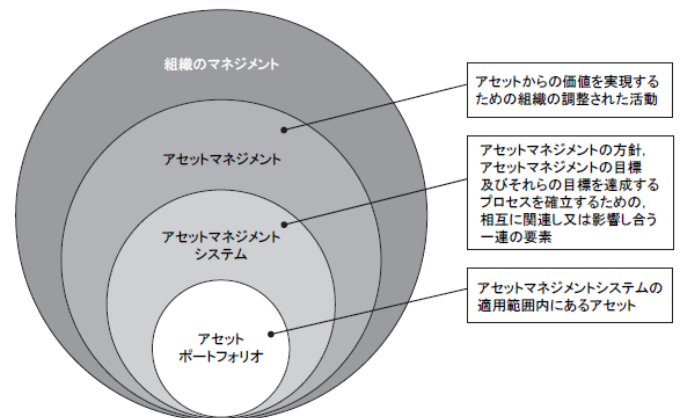 組織のマネジメント
アセットマネジメント
アセットマネジメント
システム
アセット
ポートフォリオ
アセットからの価値を実現する
ための組織の調整された活動
アセットマネジメントの方針,
アセットマネジメントの目標
及びそれらの目標を達成する
プロセスを確立するための,
相互に関連し又は影響し合う
一連の要素
アセットマネジメントシステムの
適用範囲内にあるアセット